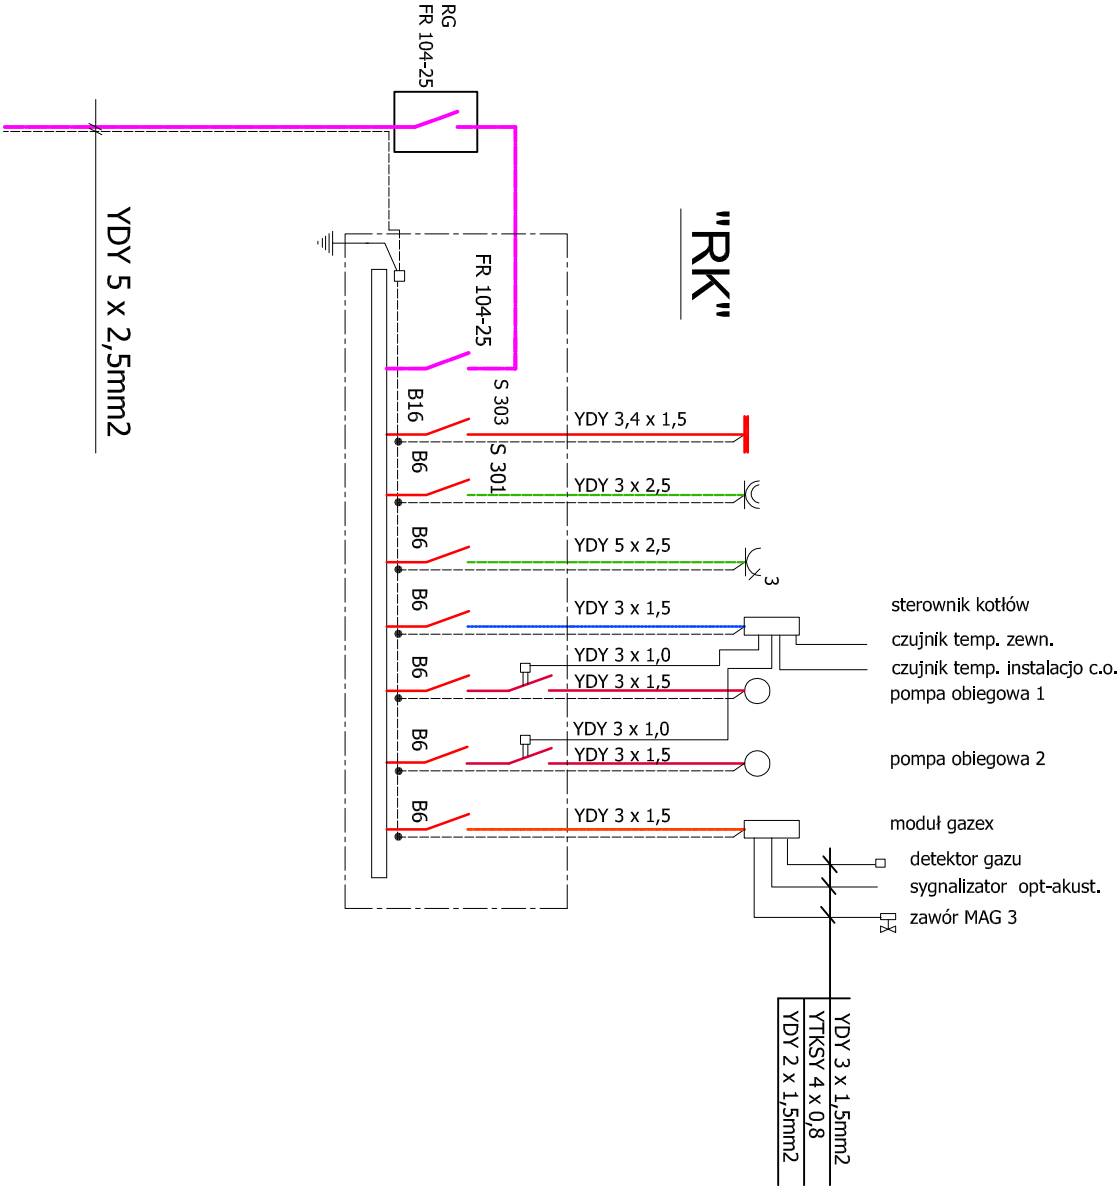 RG
FR 104-25
YDY 5 x 2,5mm2
"RK"
FR 104-25
S 303
B16
YDY 3,4 x 1,5
S 301
B6
YDY 3 x 2,5
B6
YDY 5 x 2,5
3
B6
YDY 3 x 1,5
sterownik kotłów
czujnik temp. zewn.
czujnik temp. instalacjo c.o.
B6
YDY 3 x 1,0
YDY 3 x 1,5
pompa obiegowa 1
B6
YDY 3 x 1,0
YDY 3 x 1,5
pompa obiegowa 2
B6
YDY 3 x 1,5
moduł gazex
detektor gazu
sygnalizator opt-akust.
zawór MAG 3
YDY 3 x 1,5mm2
YTKSY 4 x 0,8
YDY 2 x 1,5mm2